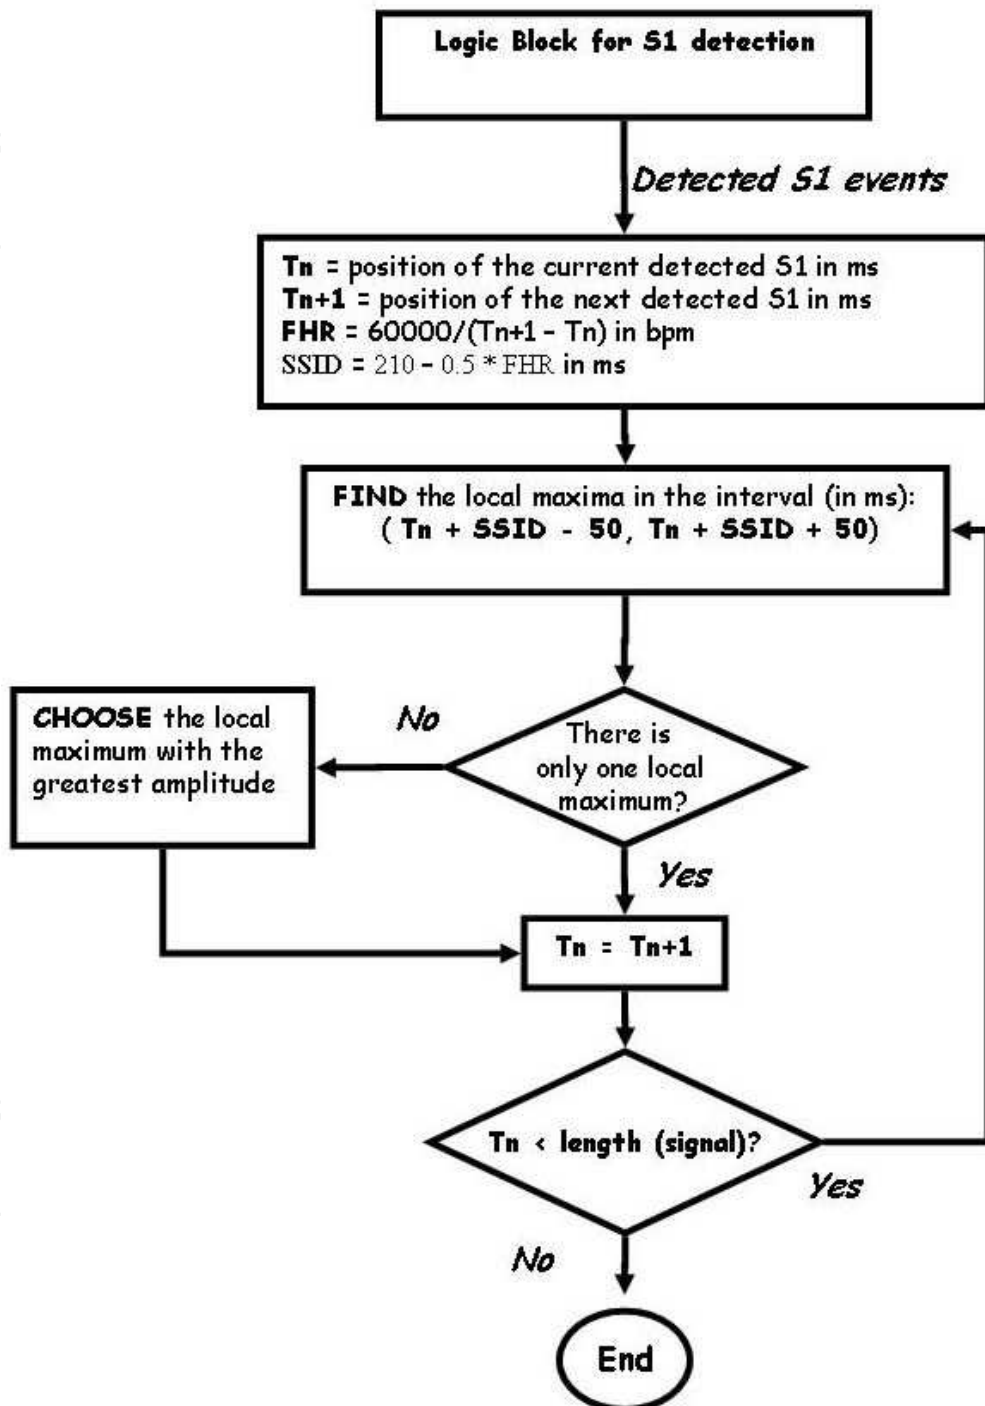 Logic Block for S1 detection
Detected S1 events
Tn = position of the current detected S1 in ms
Tn+1 = position of the next detected S1 in ms
FHR = 60000/(Tn+1 - Tn) in bpm
SSID = 210 – 0.5 * FHR in ms
FIND the local maxima in the interval (in ms):
( Tn + SSID - 50, Tn + SSID + 50)
No
CHOOSE the local
maximum with the
greatest amplitude
There is
only one local
maximum?
Yes
Tn = Tn+1
Tn < length (signal)?
Yes
No
End